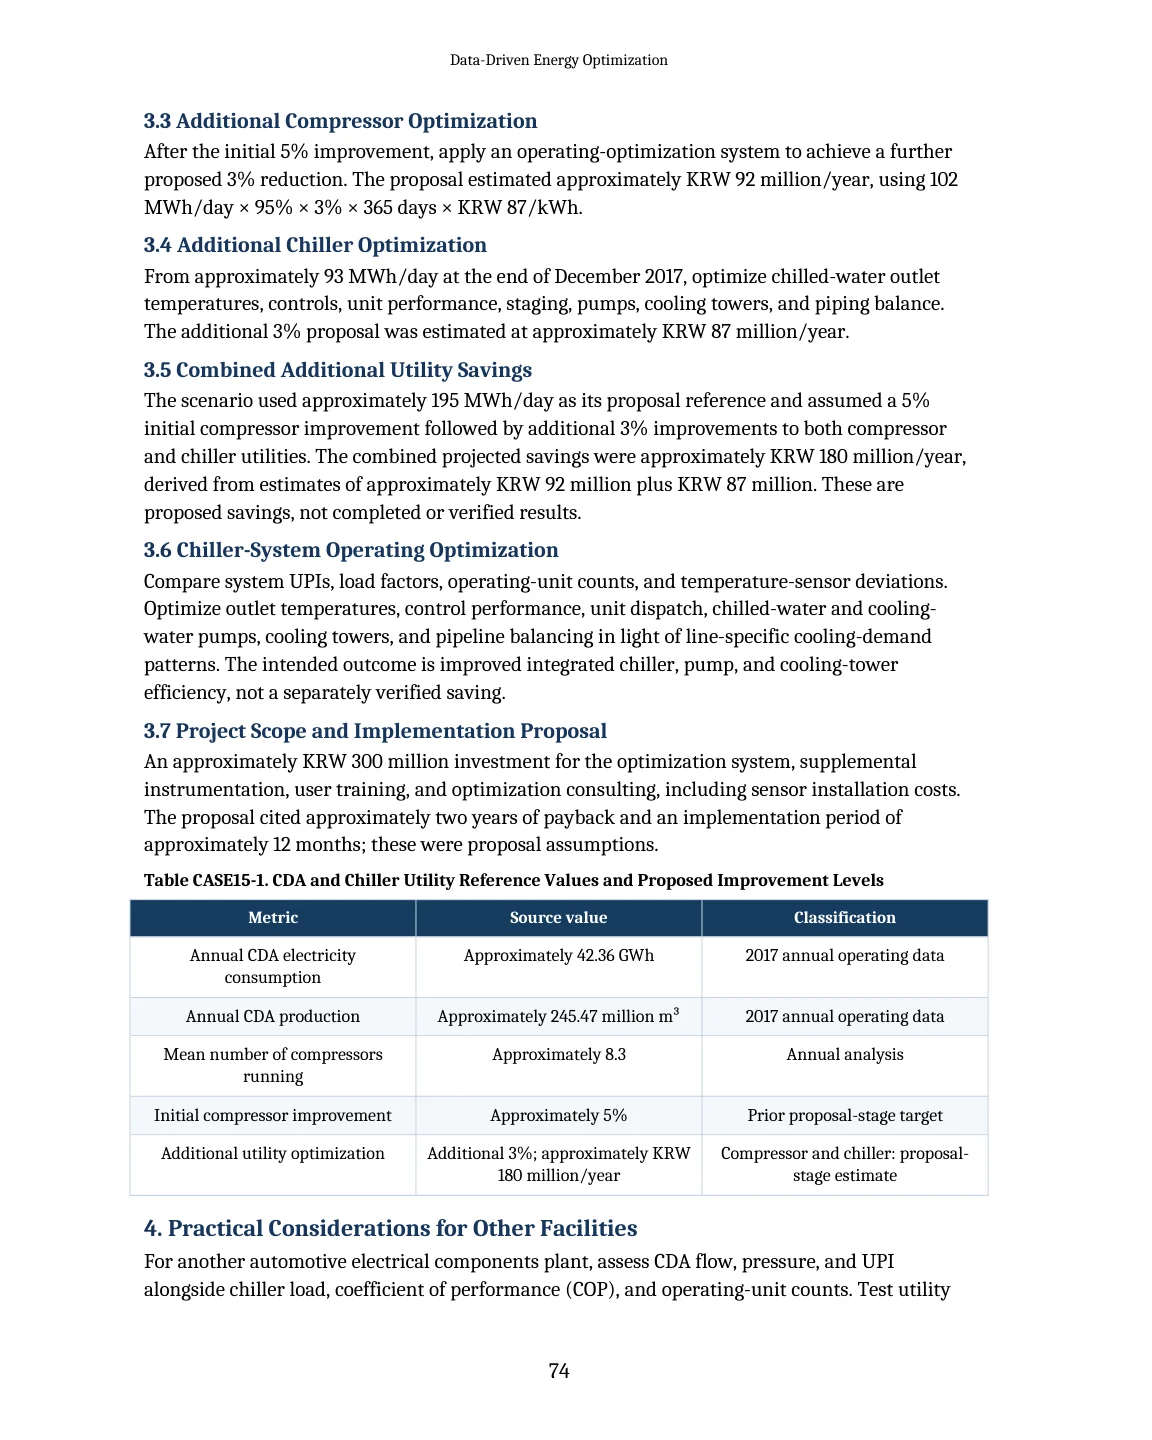 Data-Driven Energy Optimization
3.3 Additional Compressor Optimization
After the initial 5% improvement, apply an operating-optimization system to achieve a further
proposed 3% reduction. The proposal estimated approximately KRW 92 million/year, using 102
MWh/day × 95% × 3% × 365 days × KRW 87/kWh.
3.4 Additional Chiller Optimization
From approximately 93 MWh/day at the end of December 2017, optimize chilled-water outlet
temperatures, controls, unit performance, staging, pumps, cooling towers, and piping balance.
The additional 3% proposal was estimated at approximately KRW 87 million/year.
3.5 Combined Additional Utility Savings
The scenario used approximately 195 MWh/day as its proposal reference and assumed a 5%
initial compressor improvement followed by additional 3% improvements to both compressor
and chiller utilities. The combined projected savings were approximately KRW 180 million/year,
derived from estimates of approximately KRW 92 million plus KRW 87 million. These are
proposed savings, not completed or verified results.
3.6 Chiller-System Operating Optimization
Compare system UPIs, load factors, operating-unit counts, and temperature-sensor deviations.
Optimize outlet temperatures, control performance, unit dispatch, chilled-water and cooling-
water pumps, cooling towers, and pipeline balancing in light of line-specific cooling-demand
patterns. The intended outcome is improved integrated chiller, pump, and cooling-tower
efficiency, not a separately verified saving.
3.7 Project Scope and Implementation Proposal
An approximately KRW 300 million investment for the optimization system, supplemental
instrumentation, user training, and optimization consulting, including sensor installation costs.
The proposal cited approximately two years of payback and an implementation period of
approximately 12 months; these were proposal assumptions.
Table CASE15-1. CDA and Chiller Utility Reference Values and Proposed Improvement Levels
Metric Source value Classification
Annual CDA electricity Approximately 42.36 GWh 2017 annual operating data
consumption
Annual CDA production Approximately 245.47 million m³ 2017 annual operating data
Mean number of compressors Approximately 8.3 Annual analysis
running
Initial compressor improvement Approximately 5% Prior proposal-stage target
Additional utility optimization Additional 3%; approximately KRW Compressor and chiller: proposal-
180 million/year stage estimate
4. Practical Considerations for Other Facilities
For another automotive electrical components plant, assess CDA flow, pressure, and UPI
alongside chiller load, coefficient of performance (COP), and operating-unit counts. Test utility
74